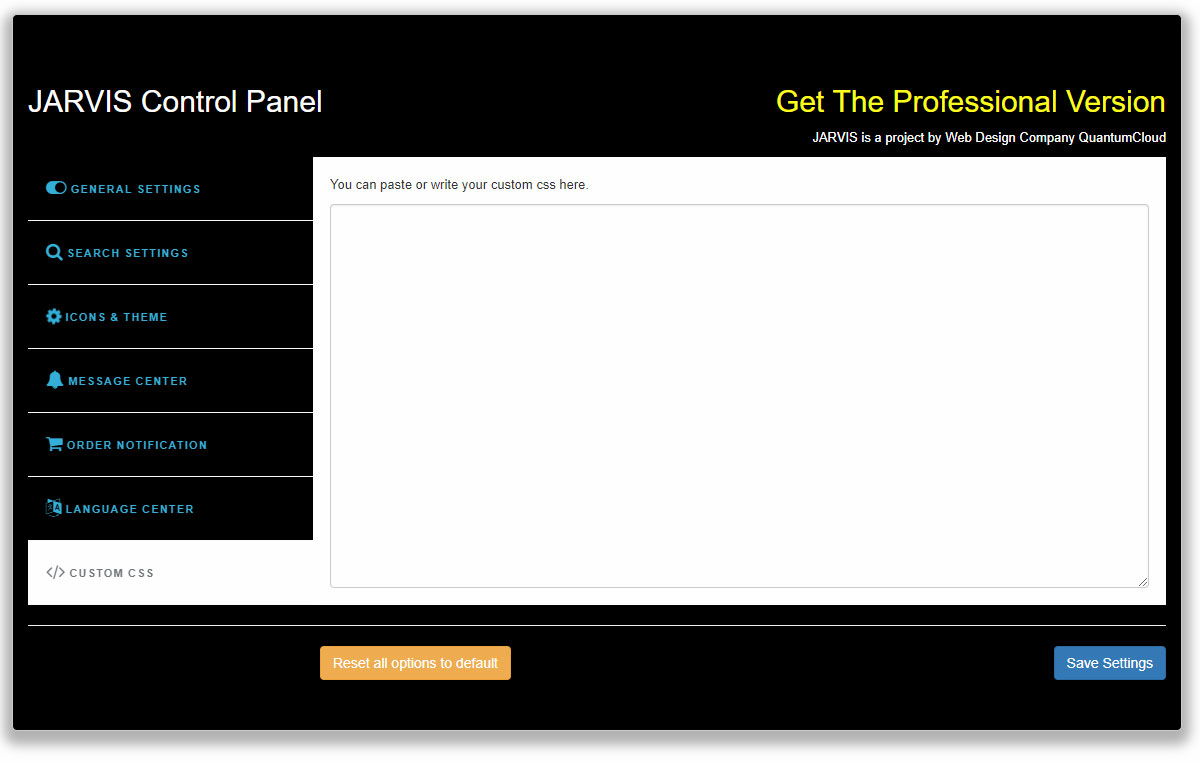 JARVIS Control Panel
Get The Professional Version
JARVIS is a project by Web Design Company QuantumCloud
GENERAL SETTINGS
SEARCH SETTINGS
ICONS & THEME
MESSAGE CENTER
ORDER NOTIFICATION
LANGUAGE CENTER
CUSTOM CSS
You can paste or write your custom css here.
Reset all options to default
Save Settings